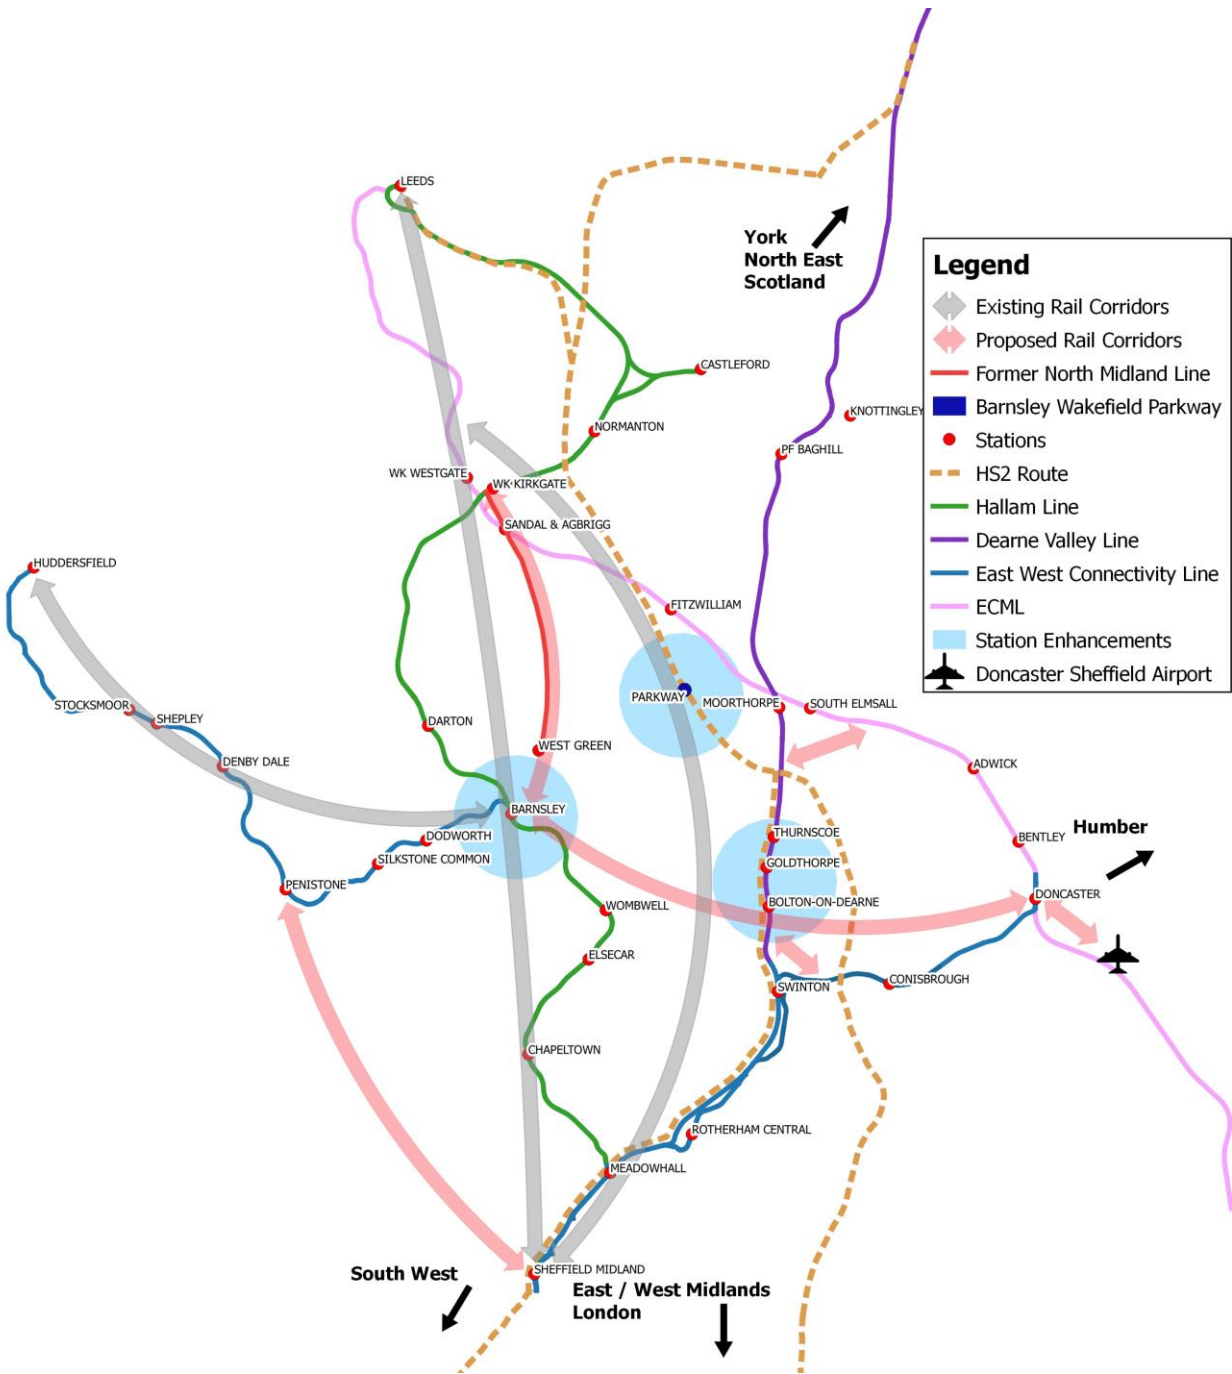 LEEDS
York
North East
Scotland
Legend
Existing Rail Corridors
Proposed Rail Corridors
Former North Midland Line
Barnsley Wakefield Parkway
Stations
HS2 Route
Hallam Line
Dearne Valley Line
East West Connectivity Line
ECML
Station Enhancements
Doncaster Sheffield Airport
CASTLEFORD
KNOTTINGLEY
NORMANTON
PF BAGHILL
WK WESTGATE
WK KIRKGATE
SANDAL & AGBRIGG
HUDDERSFIELD
FITZWILLIAM
PARKWAY
MOORTHORPE
SOUTH ELMSALL
STOCKSMOOR
SHEPLEY
DARTON
WEST GREEN
DENBY DALE
ADWICK
BARNSLEY
Humber
DODWORTH
THURNSCOE
BENTLEY
SILKSTONE COMMON
GOLDTHORPE
PENISTONE
DONCASTER
WOMBWELL
BOLTON-ON-DEARNE
ELSECAR
SWINTON
CONISBROUGH
CHAPELTOWN
ROTHERHAM CENTRAL
MEADOWHALL
SHEFFIELD MIDLAND
South West
East / West Midlands
London